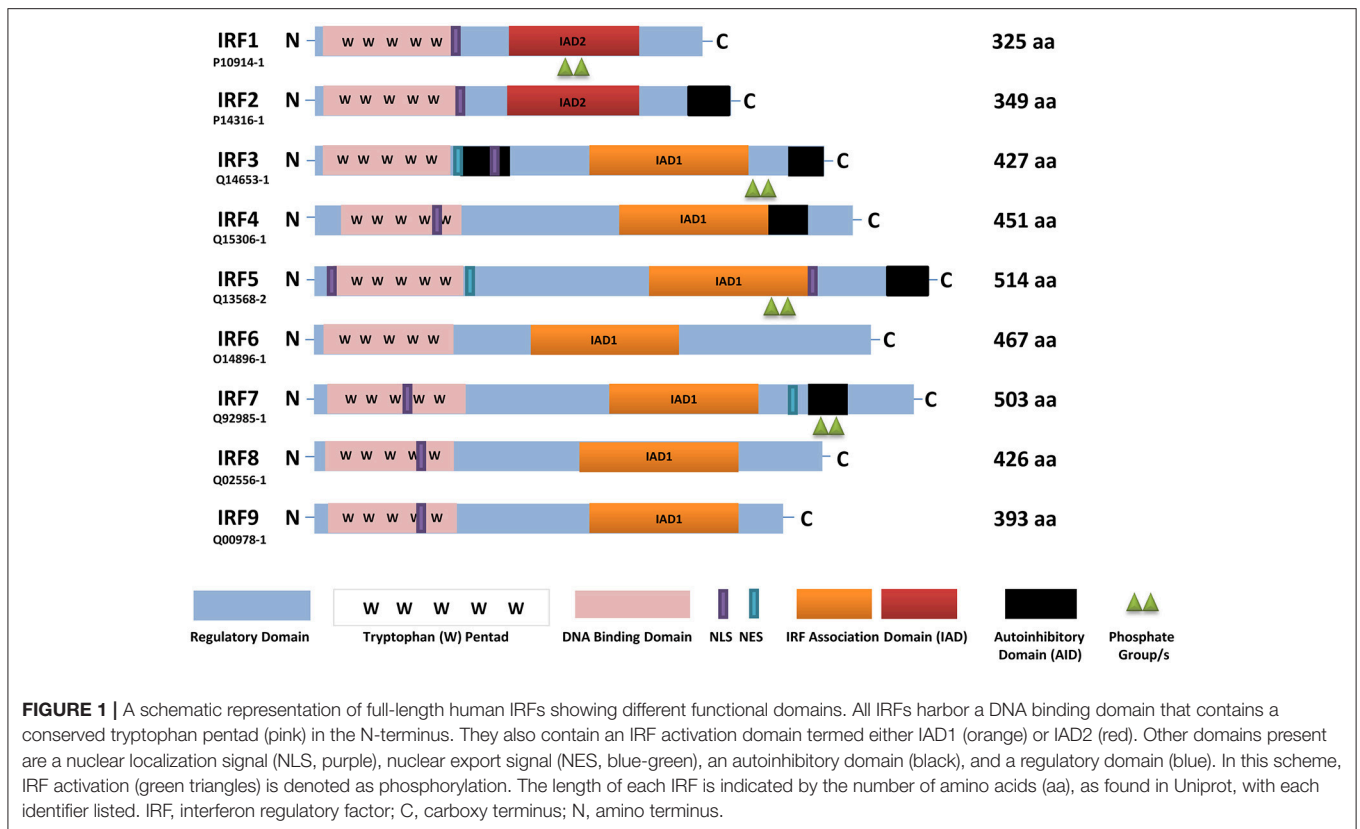 IRF1 N W W W W W IAD2 C 325 aa
P10914-1
IRF2 N W W W W W IAD2 C 349 aa
P14316-1
IRF3 N W W W W W IAD1 C 427 aa
Q14653-1
IRF4 N W W W W W IAD1 C 451 aa
Q15306-1
IRF5 N W W W W W IAD1 C 514 aa
Q13568-2
IRF6 N W W W W W IAD1 C 467 aa
O14896-1
IRF7 N W W W W W IAD1 C 503 aa
Q92985-1
IRF8 N W W W W W IAD1 C 426 aa
Q02556-1
IRF9 N W W W W W IAD1 C 393 aa
Q00978-1
W W W W W
Regulatory Domain Tryptophan (W) Pentad DNA Binding Domain NLS NES IRF Association Domain (IAD) Autoinhibitory Phosphate
Domain (AID) Group/s
FIGURE 1 | A schematic representation of full-length human IRFs showing different functional domains. All IRFs harbor a DNA binding domain that contains a
conserved tryptophan pentad (pink) in the N-terminus. They also contain an IRF activation domain termed either IAD1 (orange) or IAD2 (red). Other domains present
are a nuclear localization signal (NLS, purple), nuclear export signal (NES, blue-green), an autoinhibitory domain (black), and a regulatory domain (blue). In this scheme,
IRF activation (green triangles) is denoted as phosphorylation. The length of each IRF is indicated by the number of amino acids (aa), as found in Uniprot, with each
identifier listed. IRF, interferon regulatory factor; C, carboxy terminus; N, amino terminus.